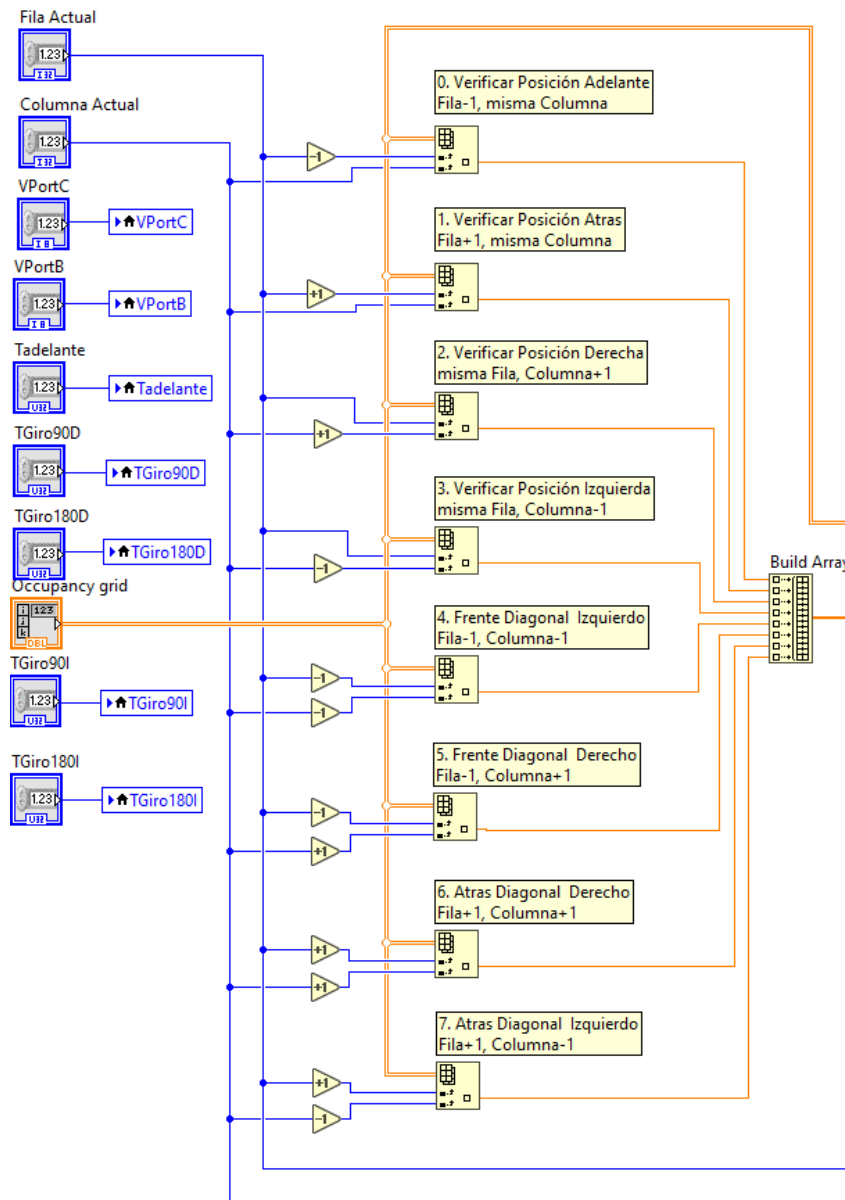 Fila Actual
1.23
I32
Columna Actual
1.23
I32
VPortC
1.23
I8
VPortC
VPortB
1.23
I8
VPortB
Tadelante
1.23
U32
Tadelante
TGiro90D
1.23
U32
TGiro90D
TGiro180D
1.23
U32
TGiro180D
Occupancy grid
i
j
k
123
DBL
TGiro90I
1.23
U32
TGiro90I
TGiro180I
1.23
U32
TGiro180I
0. Verificar Posición Adelante
Fila-1, misma Columna
-1
1. Verificar Posición Atras
Fila+1, misma Columna
+1
2. Verificar Posición Derecha
misma Fila, Columna+1
+1
3. Verificar Posición Izquierda
misma Fila, Columna-1
-1
4. Frente Diagonal Izquierdo
Fila-1, Columna-1
-1
-1
5. Frente Diagonal Derecho
Fila-1, Columna+1
-1
+1
6. Atras Diagonal Derecho
Fila+1, Columna+1
+1
+1
7. Atras Diagonal Izquierdo
Fila+1, Columna-1
+1
-1
Build Array